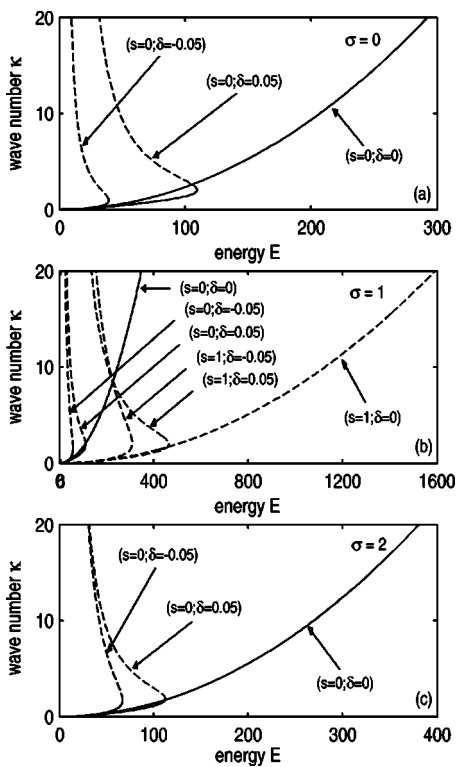 20
σ = 0
(s=0;δ=-0.05)
(s=0;δ=0.05)
wave number κ
10
(s=0;δ=0)
(a)
0
0 100 200 300
energy E
20
(s=0;δ=0)
σ = 1
(s=0;δ=-0.05)
(s=0;δ=0.05)
wave number κ
10
(s=1;δ=-0.05)
(s=1;δ=0.05)
(s=1;δ=0)
(b)
0
0 400 800 1200 1600
energy E
20
(s=0;δ=-0.05)
σ = 2
(s=0;δ=0.05)
wave number κ
10
(s=0;δ=0)
(c)
0
0 100 200 300 400
energy E